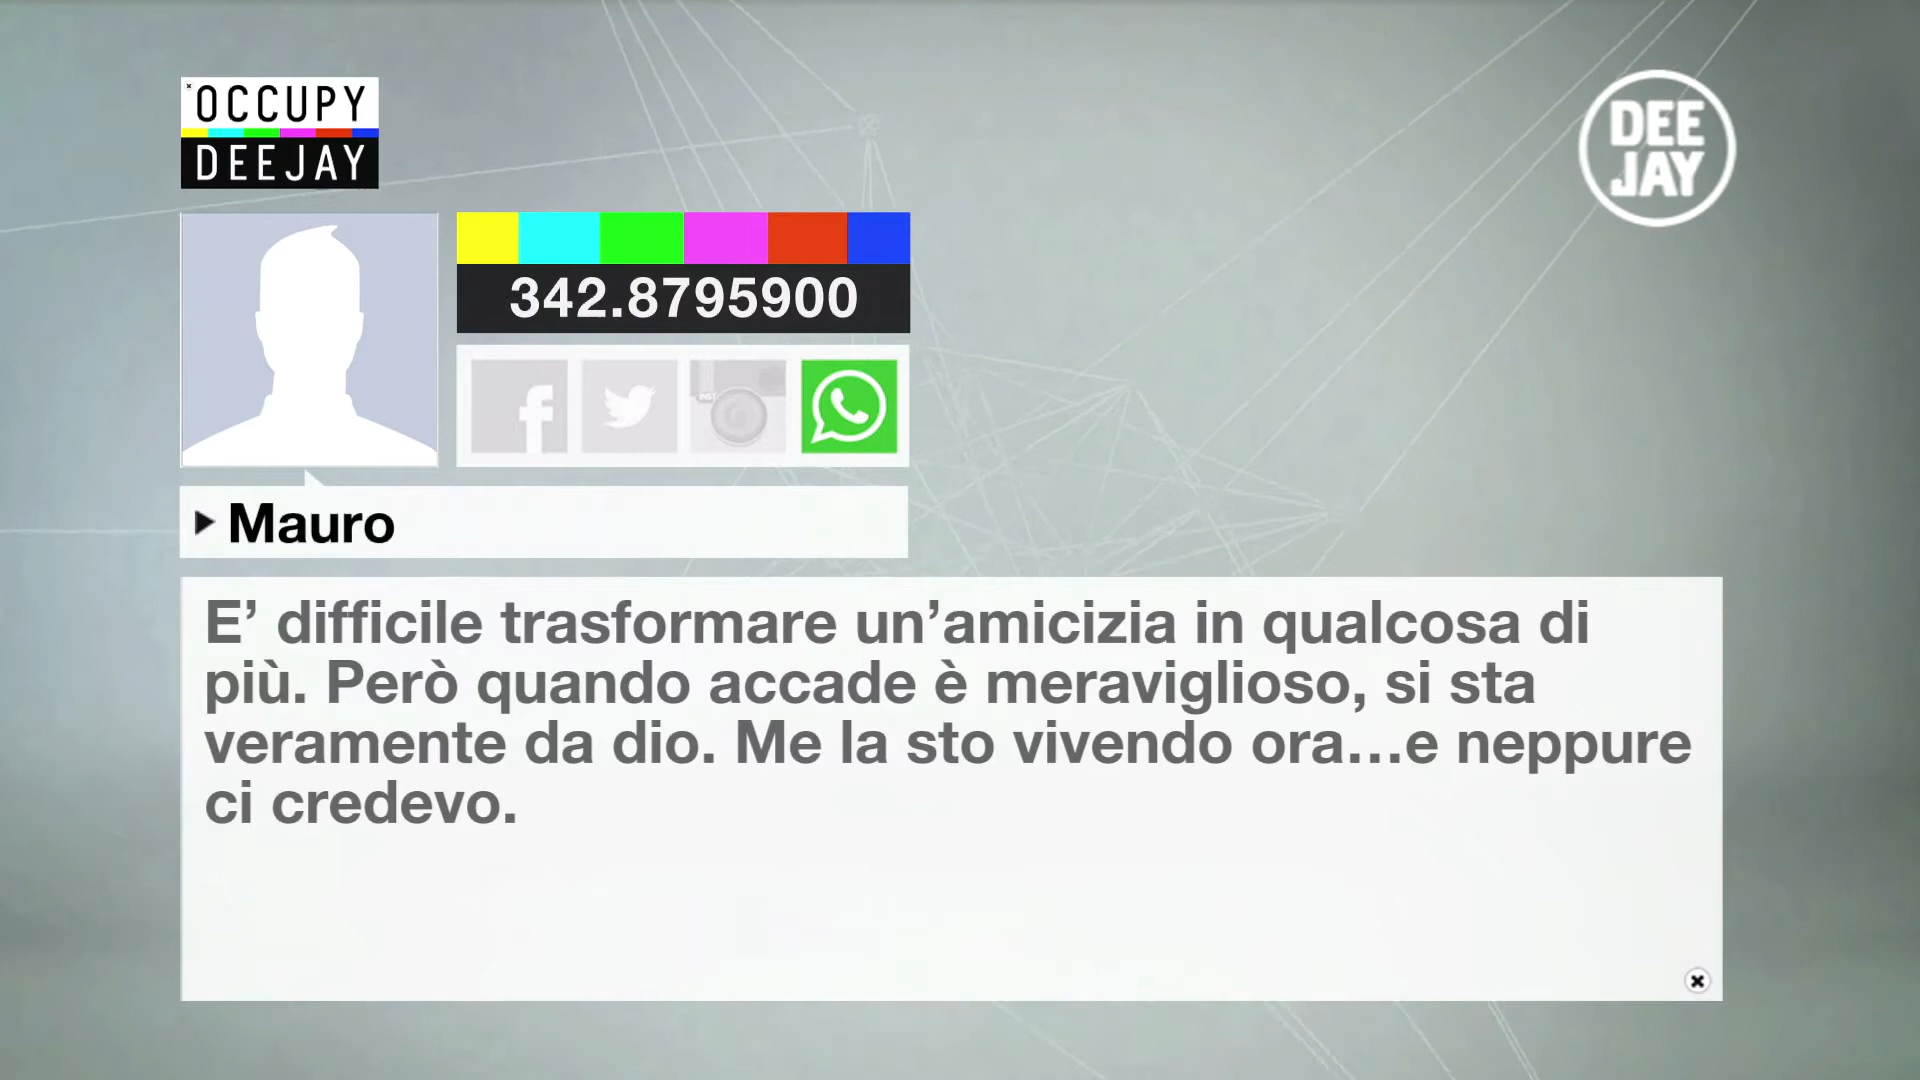 OCCUPY
DEEJAY
DEE
JAY
342.8795900
INST
Mauro
E’ difficile trasformare un’amicizia in qualcosa di
più. Però quando accade è meraviglioso, si sta
veramente da dio. Me la sto vivendo ora...e neppure
ci credevo.